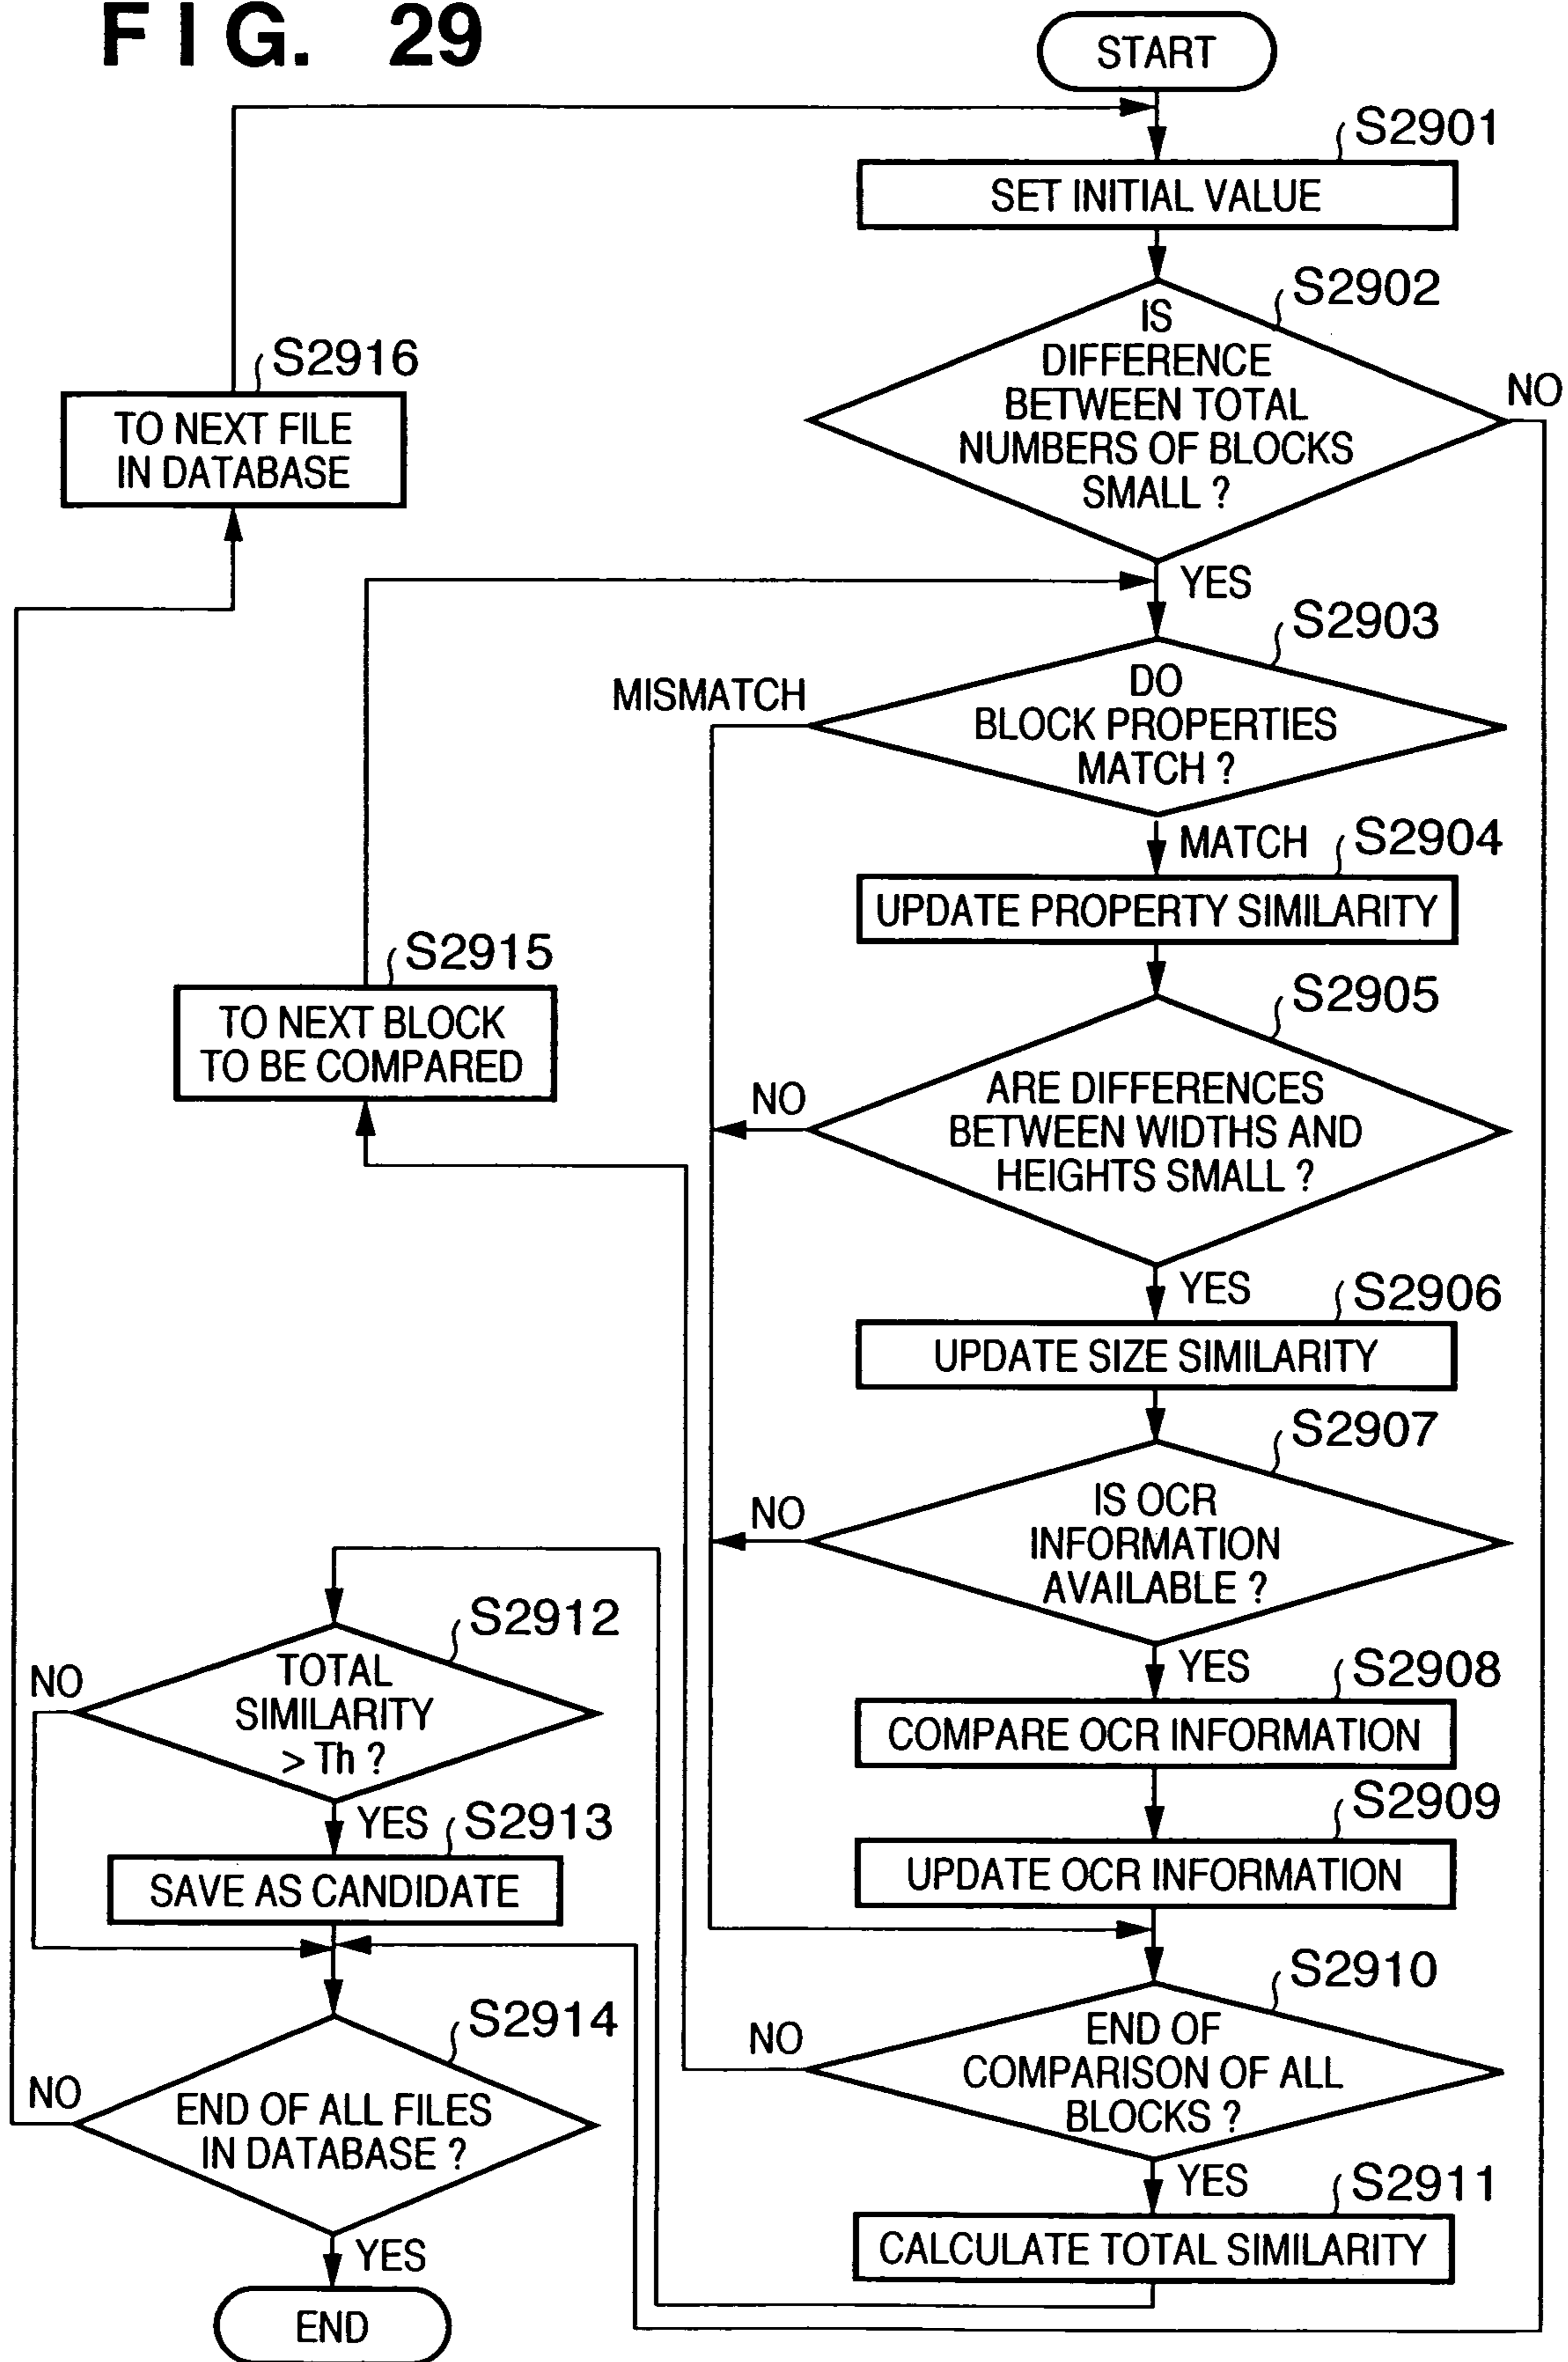 FIG. 29
START
S2901
SET INITIAL VALUE
S2902
IS
DIFFERENCE
BETWEEN TOTAL
NUMBERS OF BLOCKS
SMALL ?
NO
S2916
TO NEXT FILE
IN DATABASE
YES
S2903
MISMATCH
DO
BLOCK PROPERTIES
MATCH ?
MATCH
S2904
UPDATE PROPERTY SIMILARITY
S2915
TO NEXT BLOCK
TO BE COMPARED
S2905
NO
ARE DIFFERENCES
BETWEEN WIDTHS AND
HEIGHTS SMALL ?
YES
S2906
UPDATE SIZE SIMILARITY
S2907
NO
IS OCR
INFORMATION
AVAILABLE ?
YES
S2908
COMPARE OCR INFORMATION
S2909
UPDATE OCR INFORMATION
S2910
NO
END OF
COMPARISON OF ALL
BLOCKS ?
YES
S2911
CALCULATE TOTAL SIMILARITY
S2912
NO
TOTAL
SIMILARITY
> Th ?
YES
S2913
SAVE AS CANDIDATE
S2914
NO
END OF ALL FILES
IN DATABASE ?
YES
END